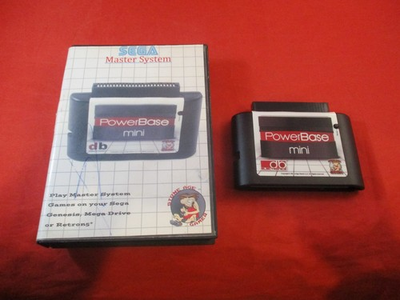 SEGA
Master System
PowerBase
mini
db
Play Master System
Games on your Sega
Genesis, Mega Drive
or Retron5
GAMES
PowerBase
mini
db